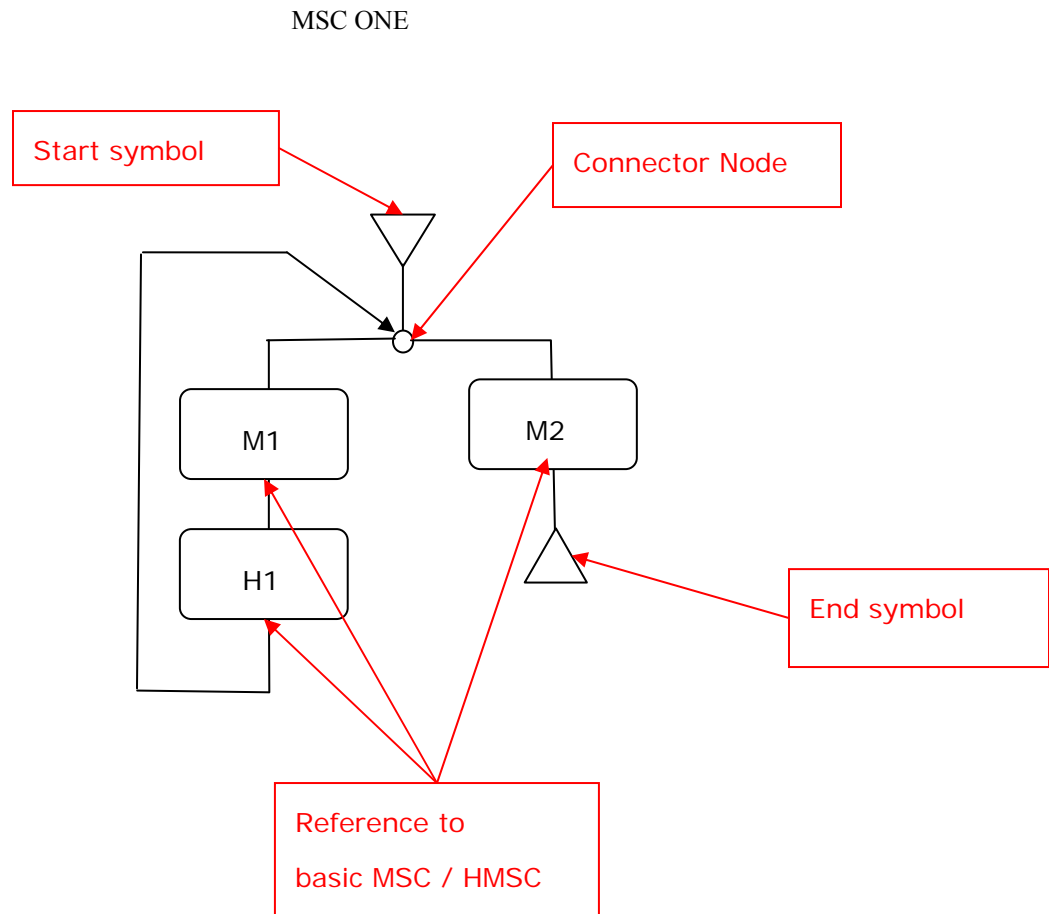 MSC ONE
Start symbol
Connector Node
M1
M2
H1
End symbol
Reference to
basic MSC / HMSC